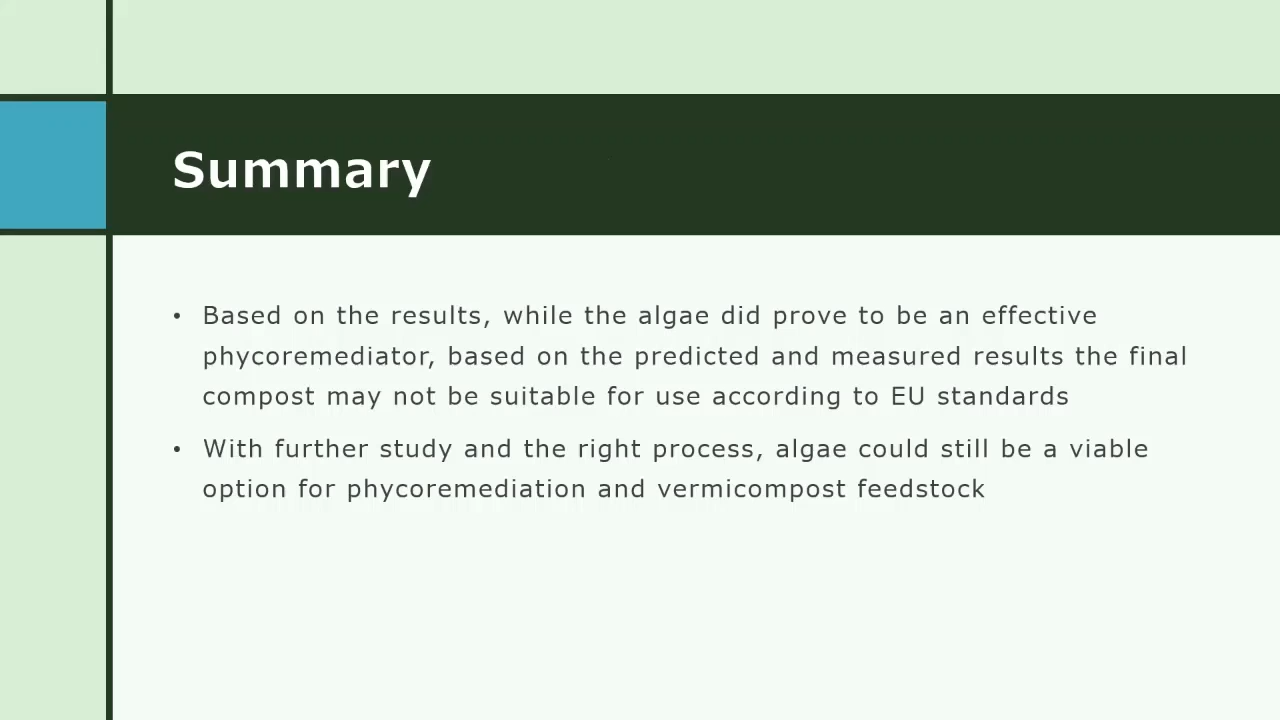 Summary
• Based on the results, while the algae did prove to be an effective
phycoremediator, based on the predicted and measured results the final
compost may not be suitable for use according to EU standards
• With further study and the right process, algae could still be a viable
option for phycoremediation and vermicompost feedstock